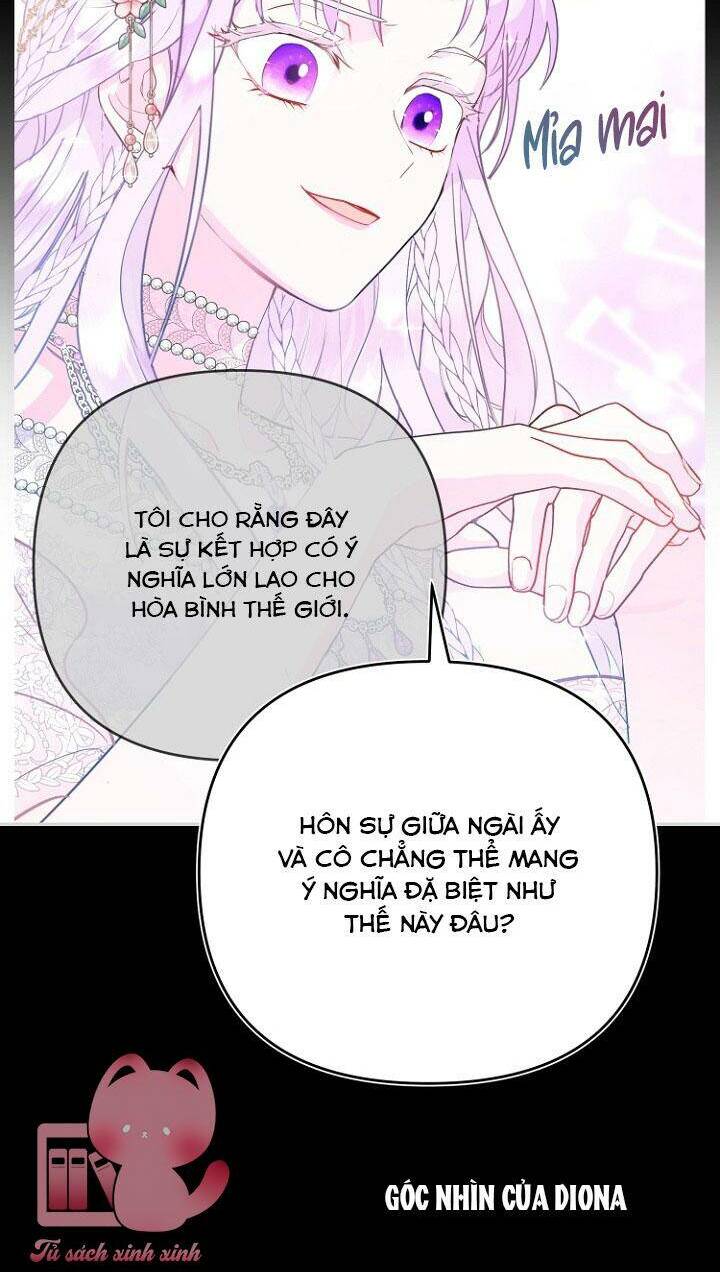 Mỉa mai
TÔI CHO RẰNG ĐÂY
LÀ SỰ KẾT HỢP CÓ Ý
NGHĨA LỚN LAO CHO
HÒA BÌNH THẾ GIỚI.
HÔN SỰ GIỮA NGÀI ẤY
VÀ CÔ CHẲNG THỂ MANG
Ý NGHĨA ĐẶ BIỆT NHƯ
THẾ NÀY ĐÂU?
GÓC NHÌN CỦA DIONA
Tủ sách xinh xinh